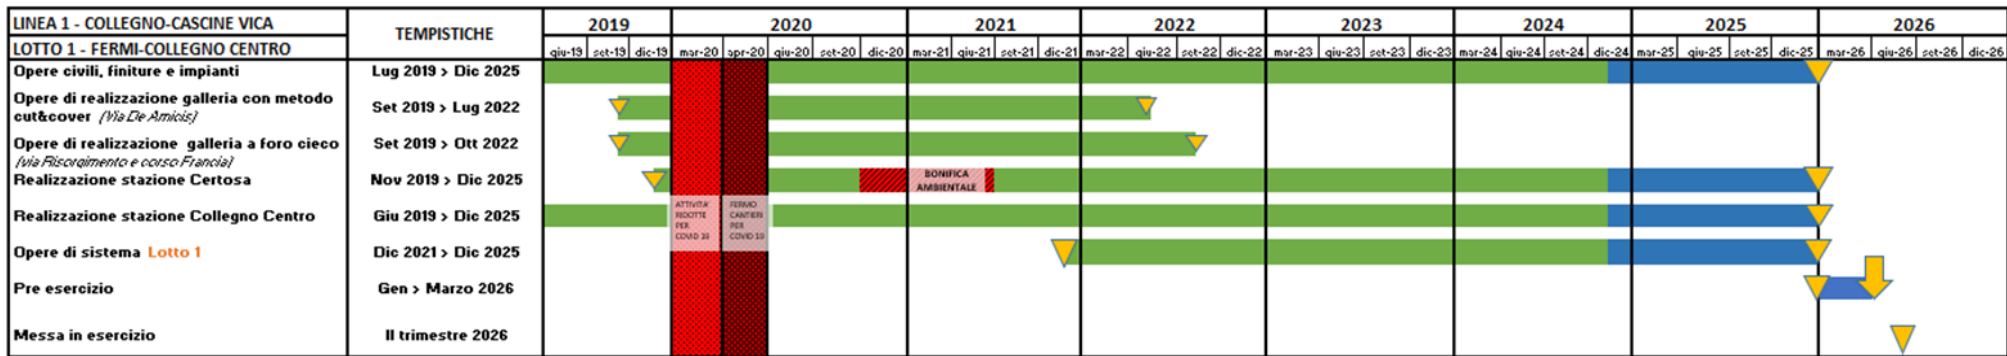 LINEA 1 - COLLEGNO-CASCINE VICA
TEMPISTICHE
2019 2020 2021 2022 2023 2024 2025 2026
LOTTO 1 - FERMI-COLLEGNO CENTRO
giu-19 set-19 dic-19 mar-20 apr-20 giu-20 set-20 dic-20 mar-21 giu-21 set-21 dic-21 mar-22 giu-22 set-22 dic-22 mar-23 giu-23 set-23 dic-23 mar-24 giu-24 set-24 dic-24 mar-25 giu-25 set-25 dic-25 mar-26 giu-26 set-26 dic-26
Opere civili, finiture e impianti Lug 2019 > Dic 2025
Opere di realizzazione galleria con metodo
cut&cover (Via De Amicis) Set 2019 > Lug 2022
Opere di realizzazione galleria a foro cieco
(via Risorgimento e corso Francia) Set 2019 > Ott 2022
Realizzazione stazione Certosa Nov 2019 > Dic 2025
BONIFICA
AMBIENTALE
Realizzazione stazione Collegno Centro Giu 2019 > Dic 2025
ATTIVITA'
RIDOTTE
PER
COVID 19
FERMO
CANTIERI
PER
COVID 19
Opere di sistema Lotto 1 Dic 2021 > Dic 2025
Pre esercizio Gen > Marzo 2026
Messa in esercizio II trimestre 2026